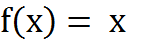 f(x) = x